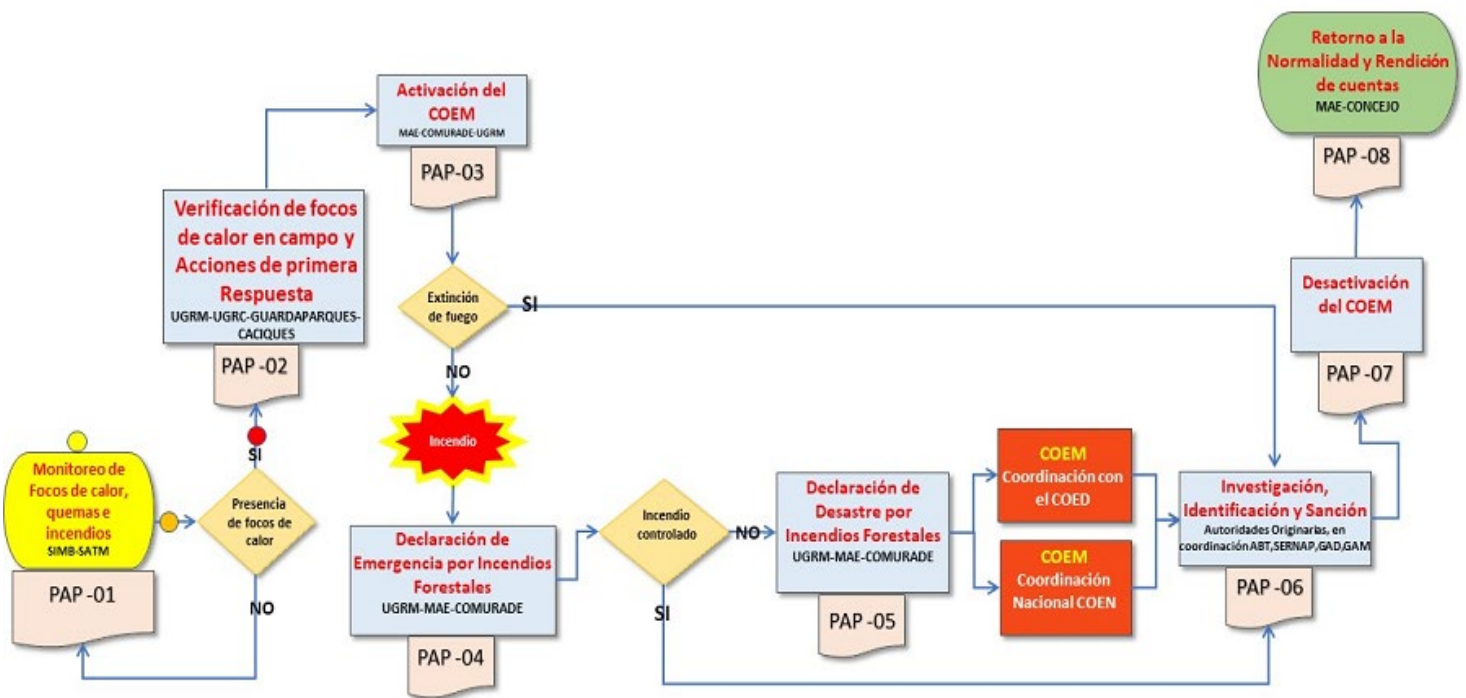 Monitoreo de
Focos de calor,
quemas e
incendios
SIMB-SATM
PAP -01
Presencia
de focos de
calor
SI
NO
Verificación de focos
de calor en campo y
Acciones de primera
Respuesta
UGRM-UGRC-GUARDAPARQUES-
CACIQUES
PAP -02
Activación del
COEM
MAE-COMURADE-UGRM
PAP-03
Extinción
de fuego
SI
NO
Incendio
Declaración de
Emergencia por Incendios
Forestales
UGRM-MAE-COMURADE
PAP -04
Incendio
controlado
NO
SI
Declaración de
Desastre por
Incendios Forestales
UGRM-MAE-COMURADE
PAP -05
COEM
Coordinación con
el COED
COEM
Coordinación
Nacional COEN
Investigación,
Identificación y Sanción
Autoridades Originarias, en
coordinación ABT,SERNAP,GAD,GAM
PAP -06
Desactivación
del COEM
PAP -07
Retorno a la
Normalidad y Rendición
de cuentas
MAE-CONCEJO
PAP -08